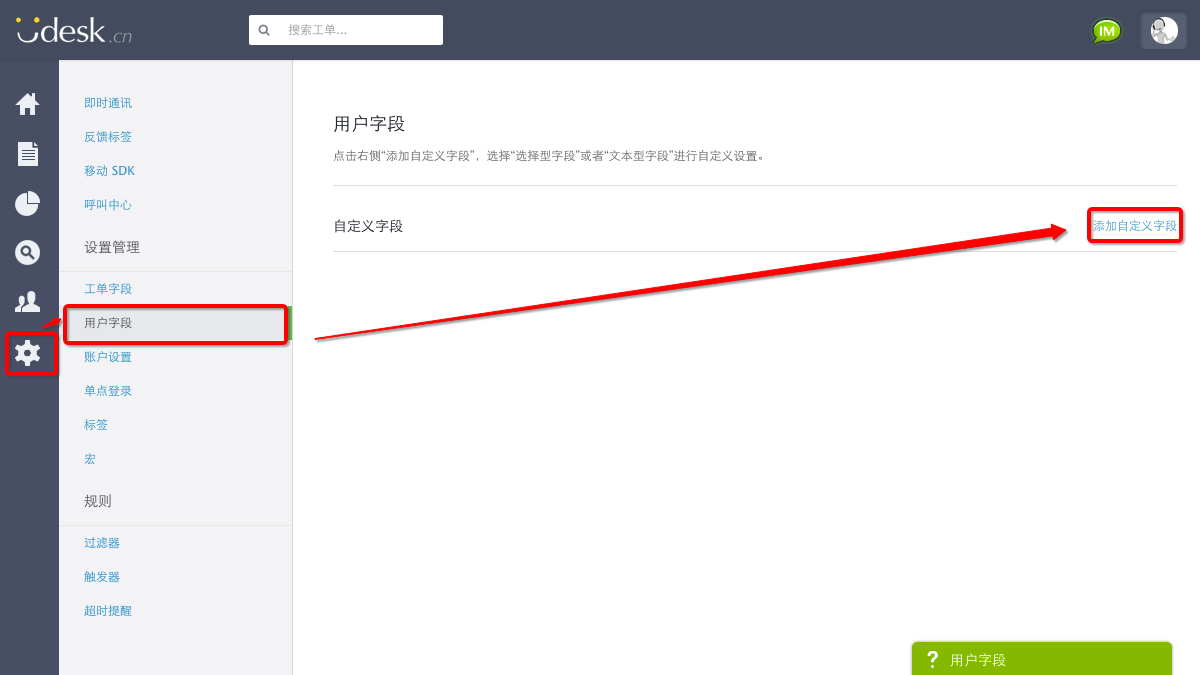 Udesk.cn
搜索工单...
IM
即时通讯
反馈标签
移动 SDK
呼叫中心
设置管理
工单字段
用户字段
账户设置
单点登录
标签
宏
规则
过滤器
触发器
超时提醒
用户字段
点击右侧“添加自定义字段”，选择“选择型字段”或者“文本型字段”进行自定义设置。
自定义字段
添加自定义字段
? 用户字段